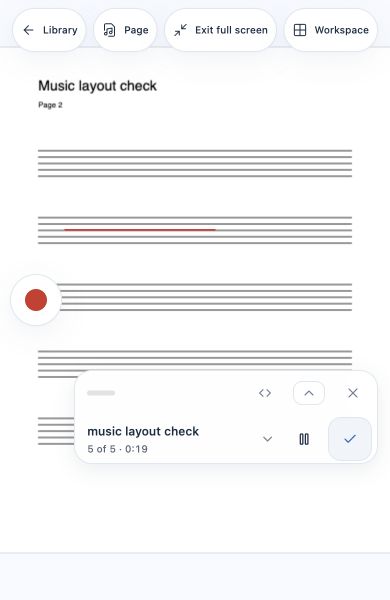 Library Page Exit full screen Workspace
Music layout check
Page 2
music layout check
5 of 5 · 0:19